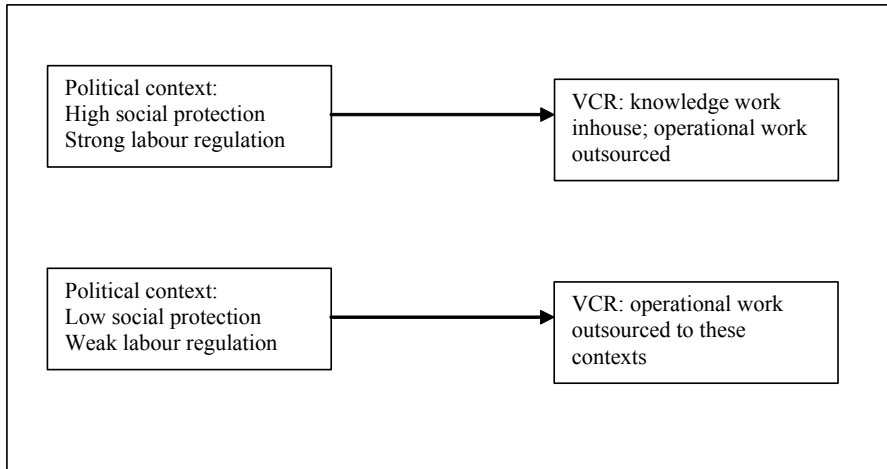 Political context:
High social protection
Strong labour regulation
VCR: knowledge work
inhouse; operational work
outsourced
Political context:
Low social protection
Weak labour regulation
VCR: operational work
outsourced to these
contexts